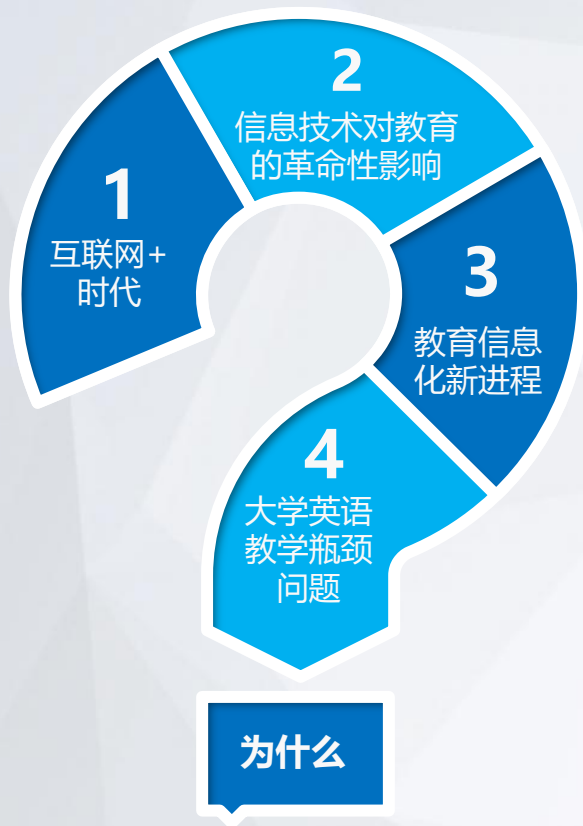 1
互联网+
时代
2
信息技术对教育
的革命性影响
3
教育信息
化新进程
4
大学英语
教学瓶颈
问题
为什么